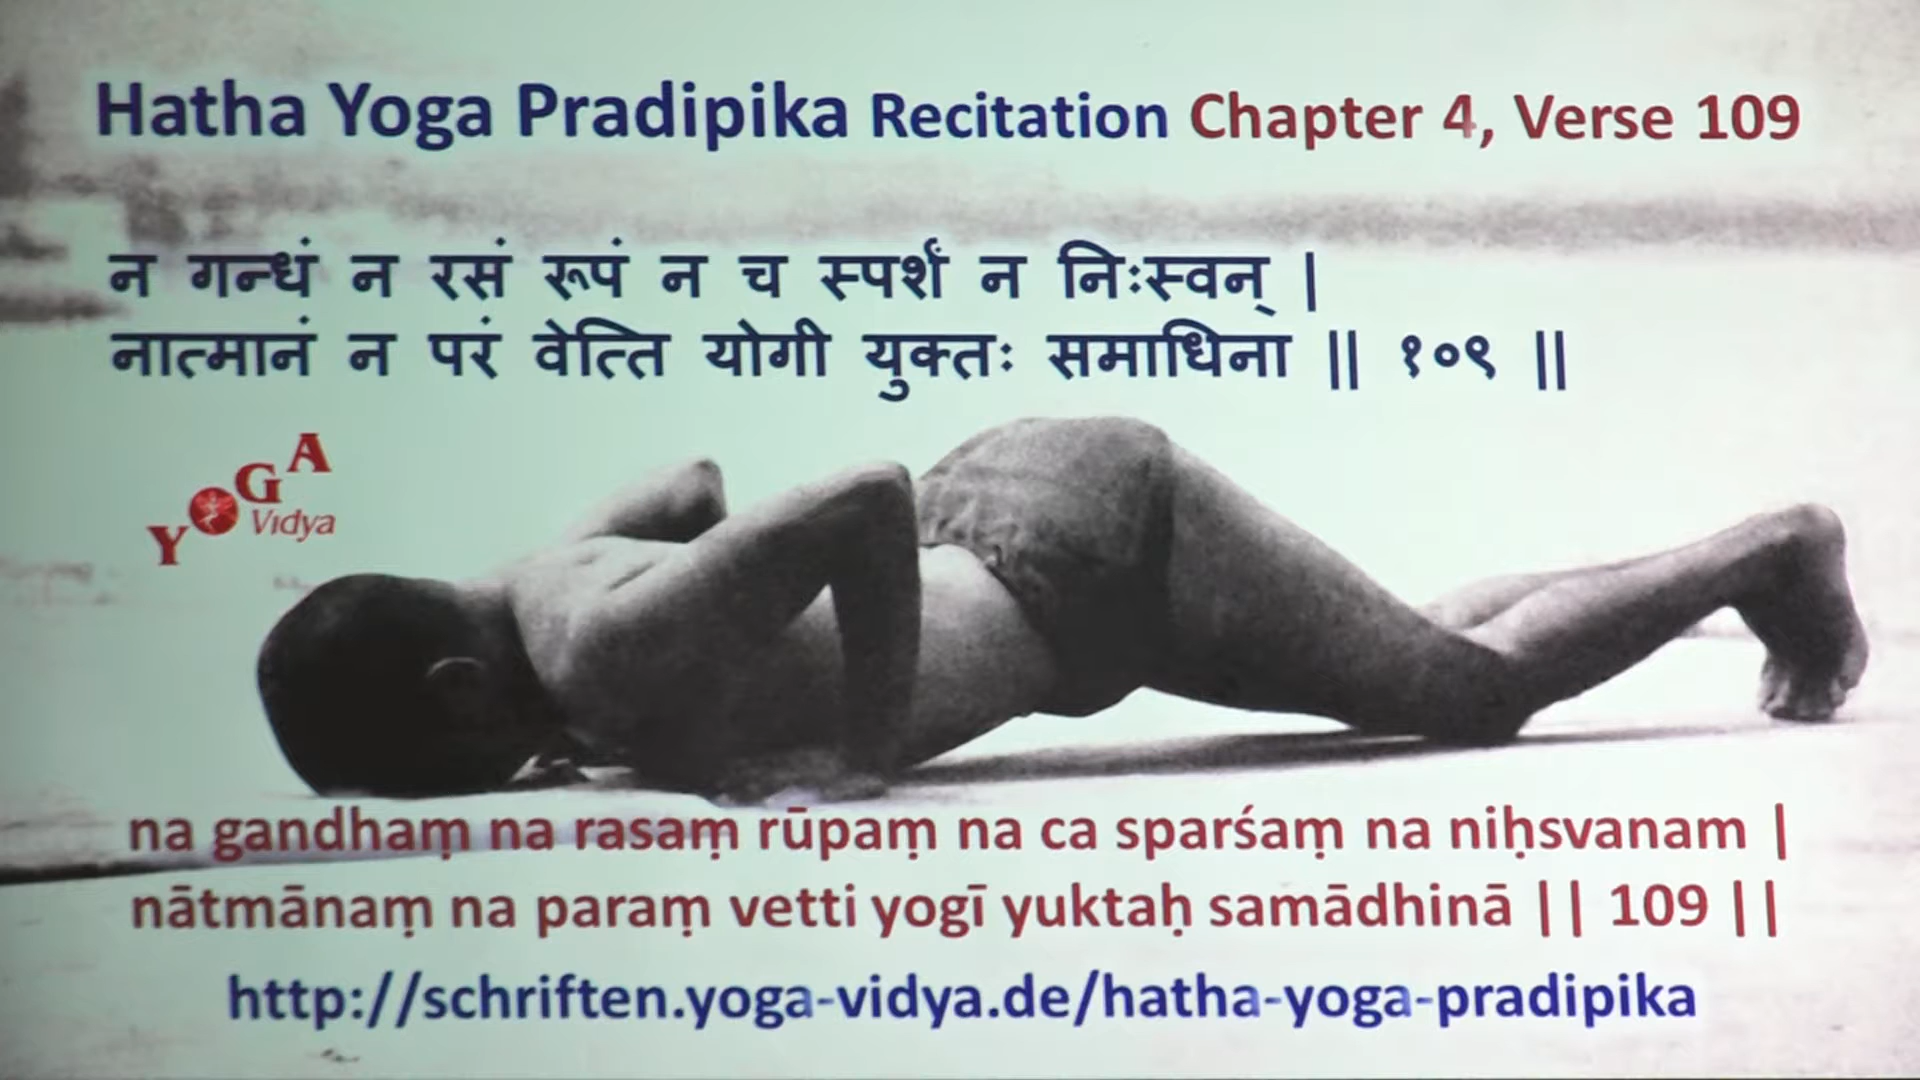 Hatha Yoga Pradipika Recitation Chapter 4, Verse 109
न गन्धं न रसं रूपं न च स्पर्शं न निःस्वन् |
नात्मानं न परं वेत्ति योगी युक्तः समाधिना || १०९ ||
YOGA
Vidya
na gandhaṃ na rasaṃ rūpaṃ na ca sparśaṃ na niḥsvanam |
nātmānaṃ na paraṃ vetti yogī yuktaḥ samādhinā || 109 ||
http://schriften.yoga-vidya.de/hatha-yoga-pradipika